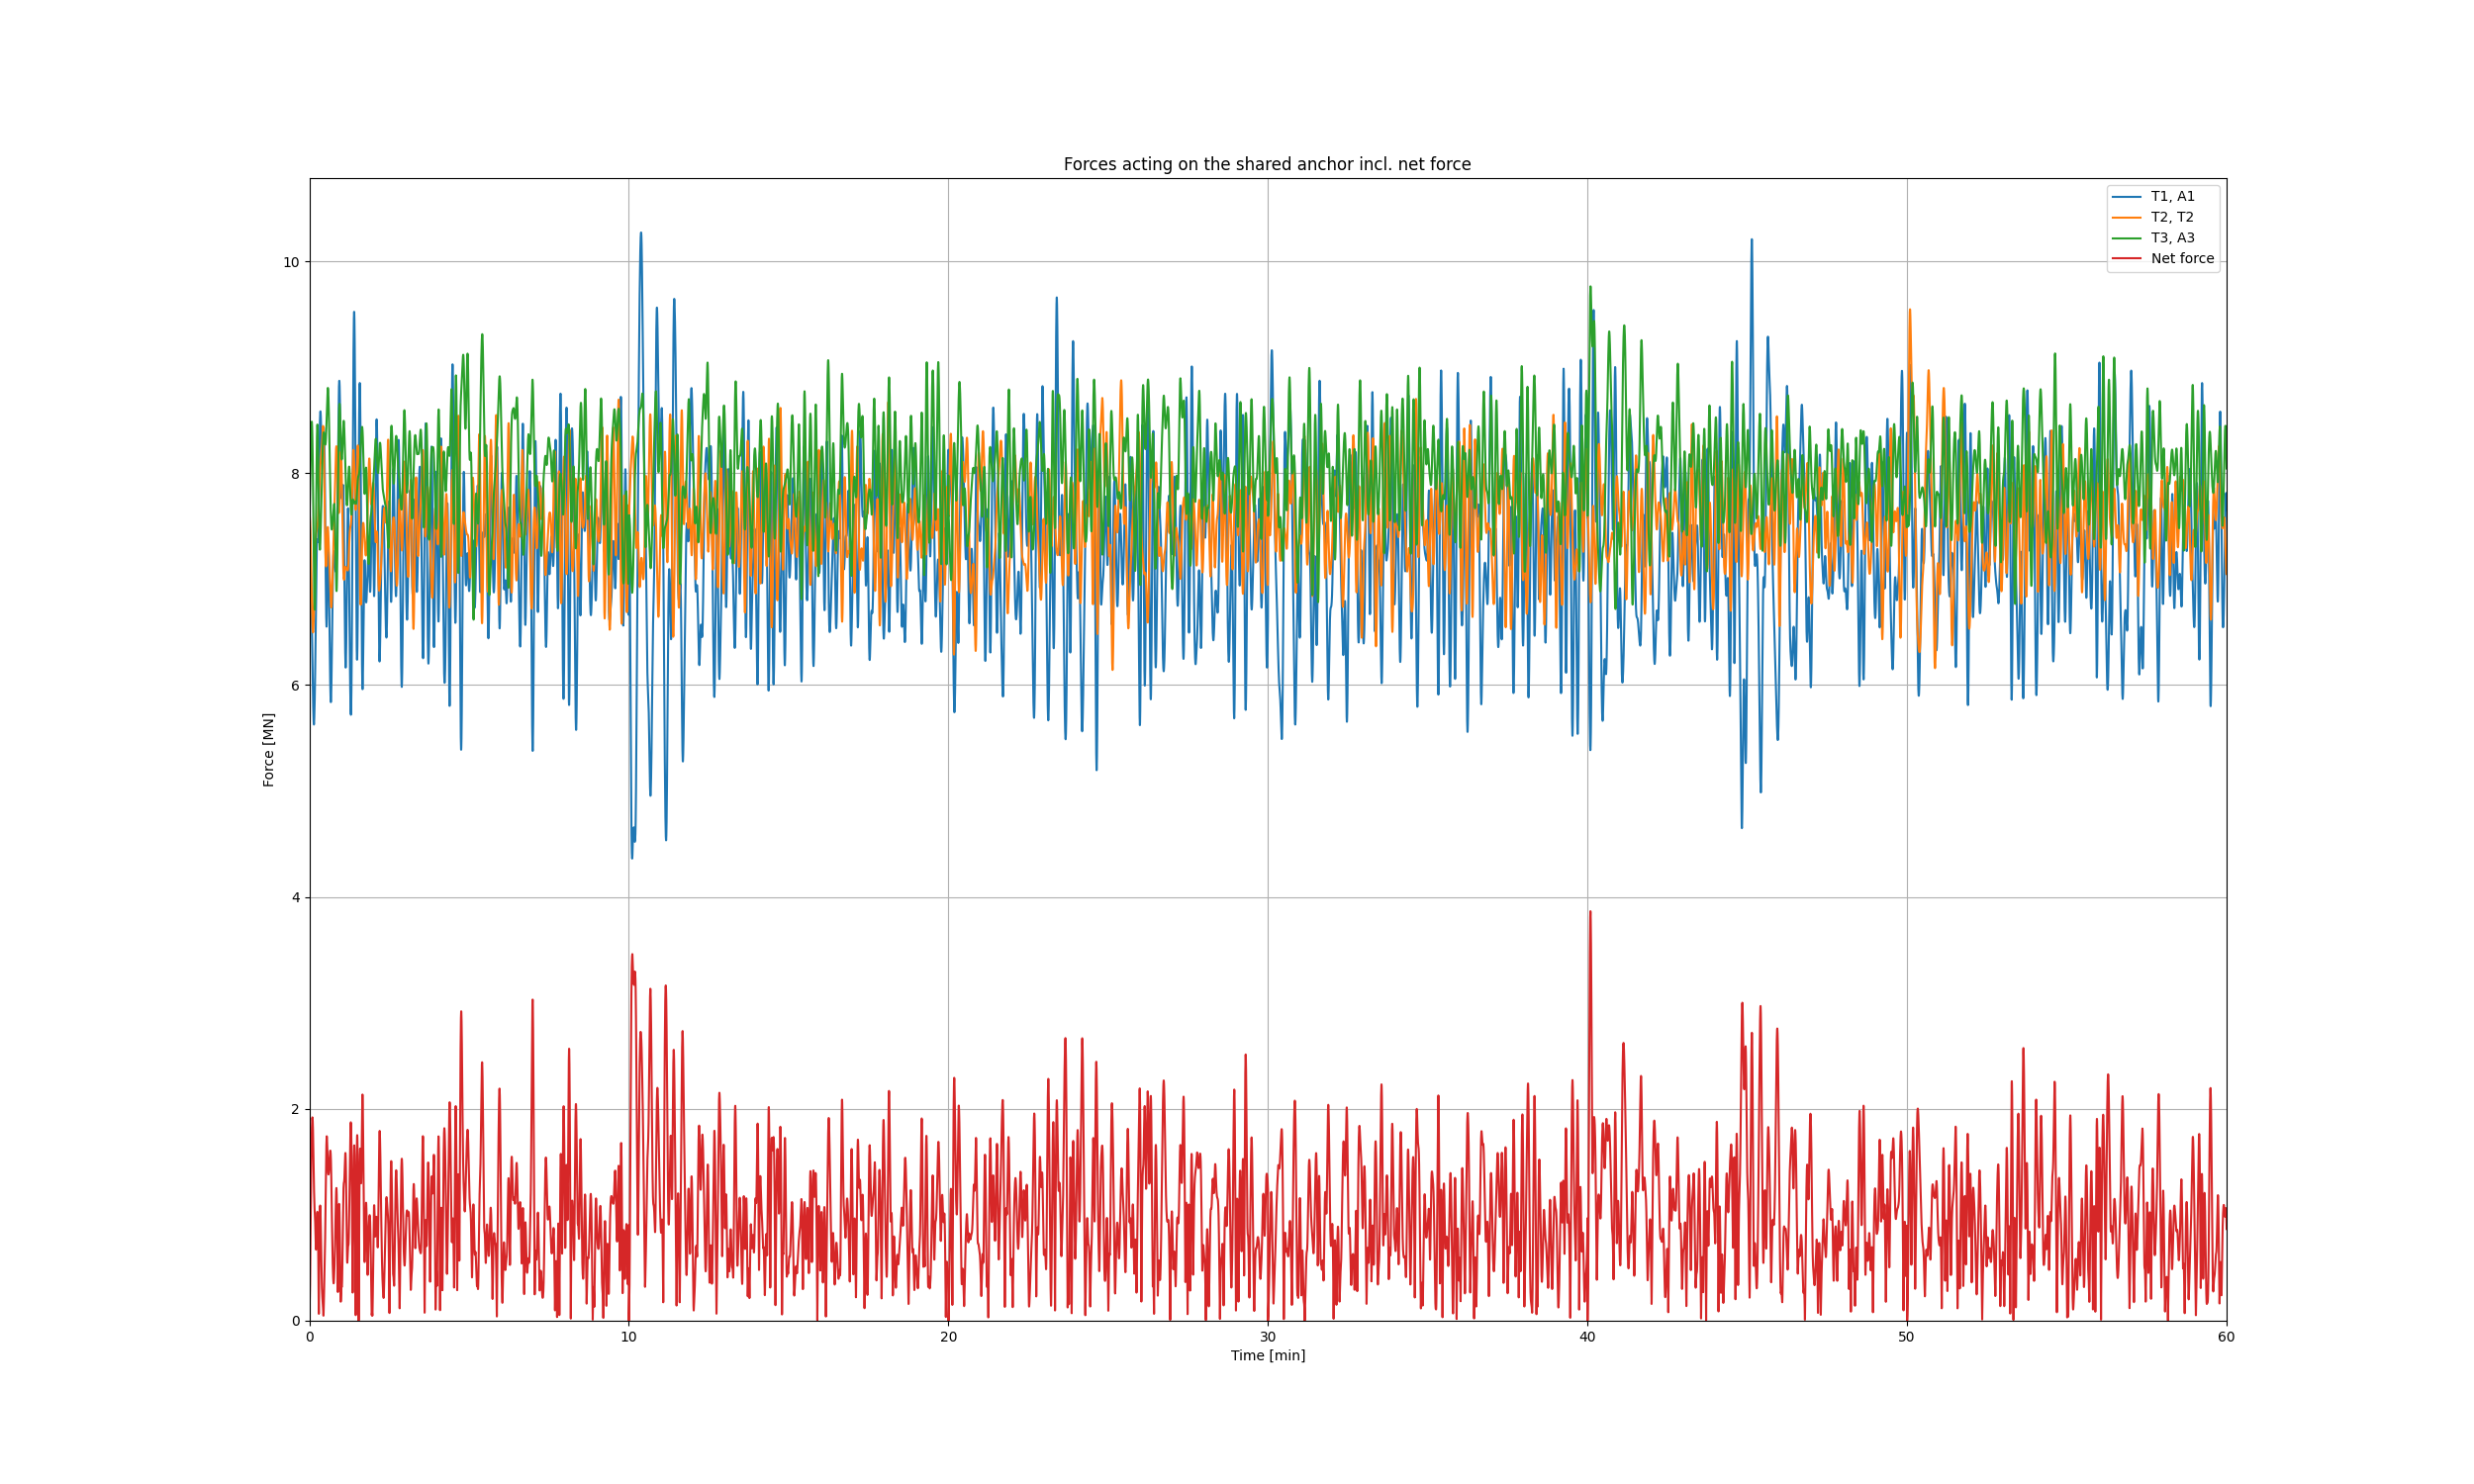 Forces acting on the shared anchor incl. net force
T1, A1
T2, T2
T3, A3
Net force
Force [MN]
10
8
6
4
2
0
0 10 20 30 40 50 60
Time [min]